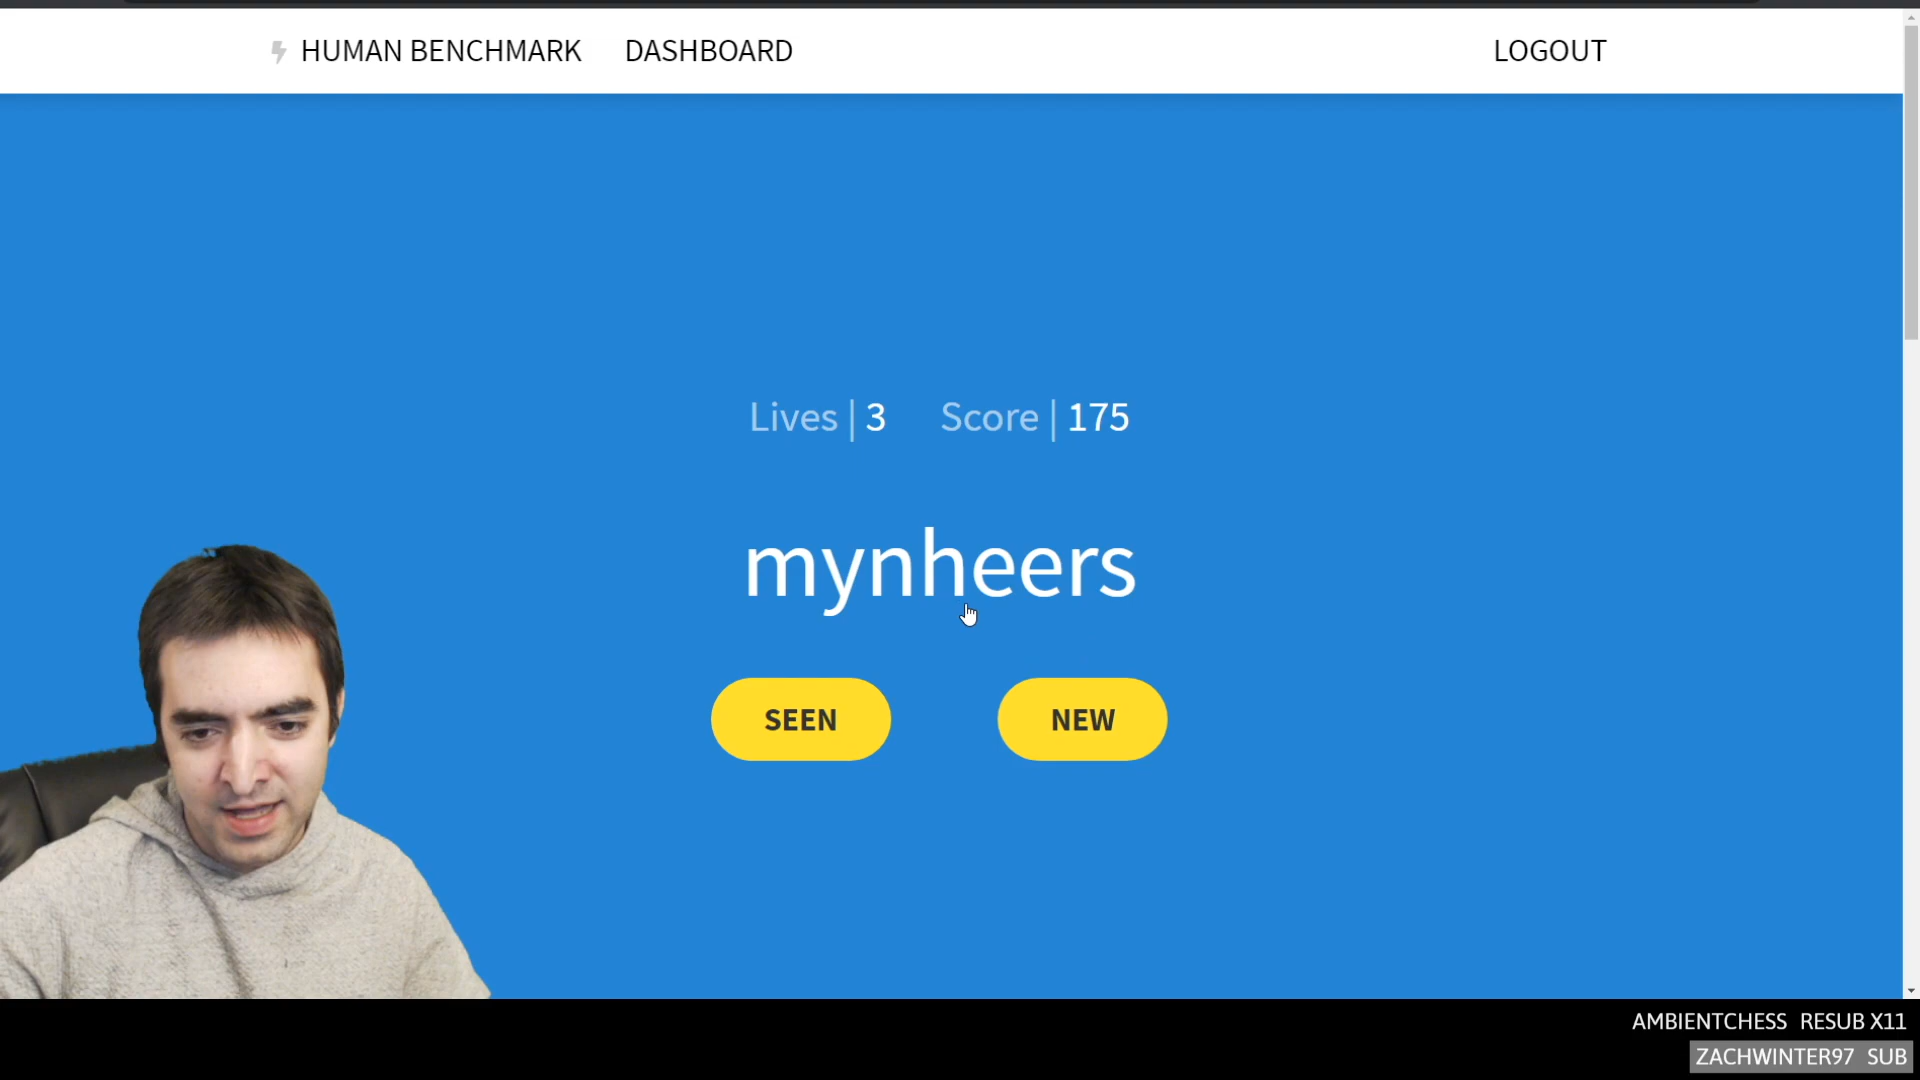 HUMAN BENCHMARK DASHBOARD LOGOUT
Lives | 3 Score | 175
mynheers
SEEN NEW
AMBIENTCHESS RESUB X11
ZACHWINTER97 SUB